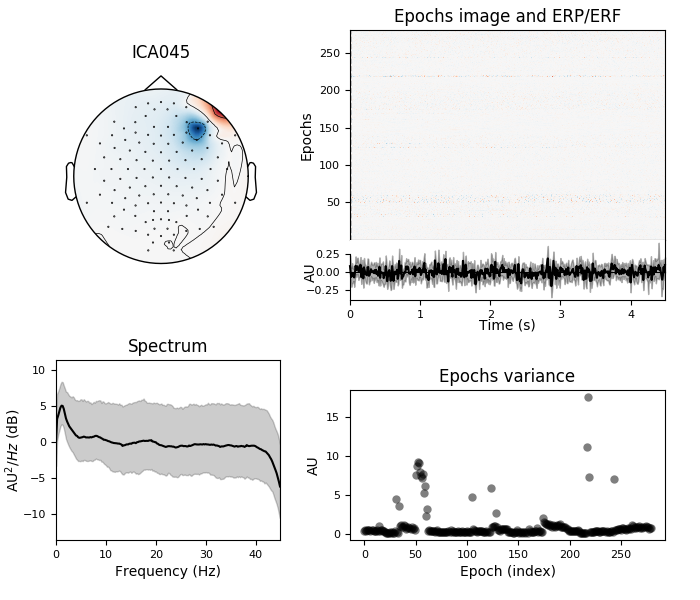 ICA045
Epochs image and ERP/ERF
Epochs
250
200
150
100
50
AU
0.25
0.00
−0.25
0 1 2 3 4
Time (s)
Spectrum
AU²/Hz (dB)
10
5
0
−5
−10
0 10 20 30 40
Frequency (Hz)
Epochs variance
AU
15
10
5
0
0 50 100 150 200 250
Epoch (index)